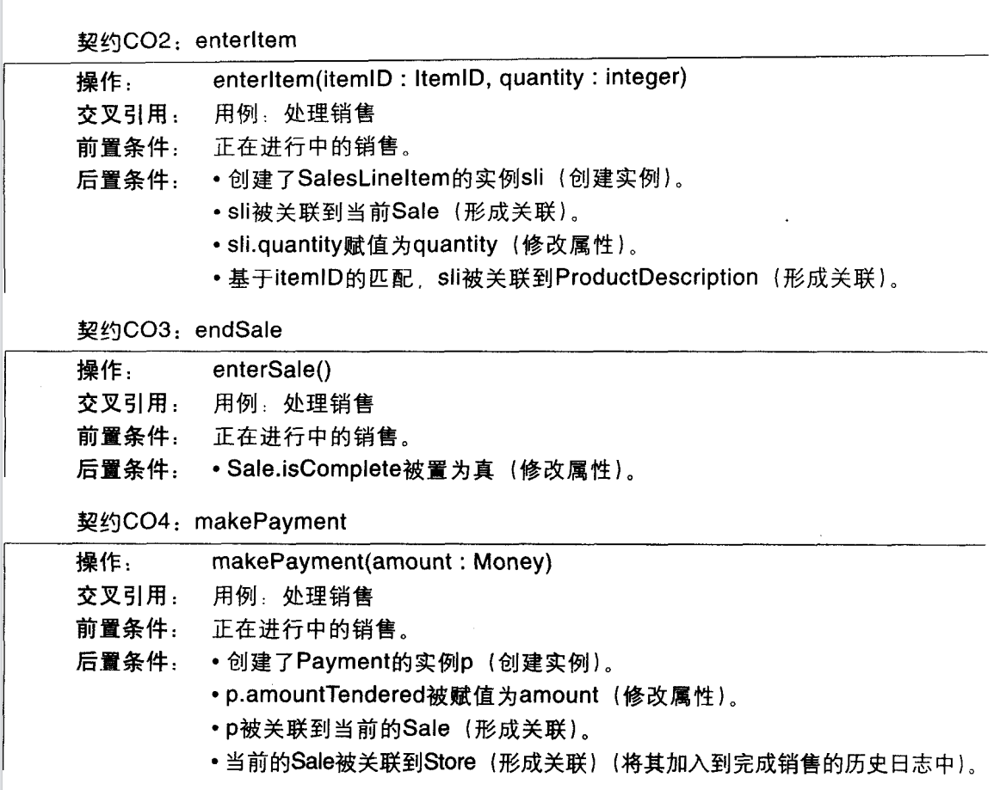 契约CO2：enterItem
操作： enterItem(itemID : ItemID, quantity : integer)
交叉引用： 用例：处理销售
前置条件： 正在进行中的销售。
后置条件： • 创建了SalesLineItem的实例sli（创建实例）。
• sli被关联到当前Sale（形成关联）。
• sli.quantity赋值为quantity（修改属性）。
• 基于itemID的匹配，sli被关联到ProductDescription（形成关联）。
契约CO3：endSale
操作： enterSale()
交叉引用： 用例：处理销售
前置条件： 正在进行中的销售。
后置条件： • Sale.isComplete被置为真（修改属性）。
契约CO4：makePayment
操作： makePayment(amount : Money)
交叉引用： 用例：处理销售
前置条件： 正在进行中的销售。
后置条件： • 创建了Payment的实例p（创建实例）。
• p.amountTendered被赋值为amount（修改属性）。
• p被关联到当前的Sale（形成关联）。
• 当前的Sale被关联到Store（形成关联）（将其加入到完成销售的历史日志中）。